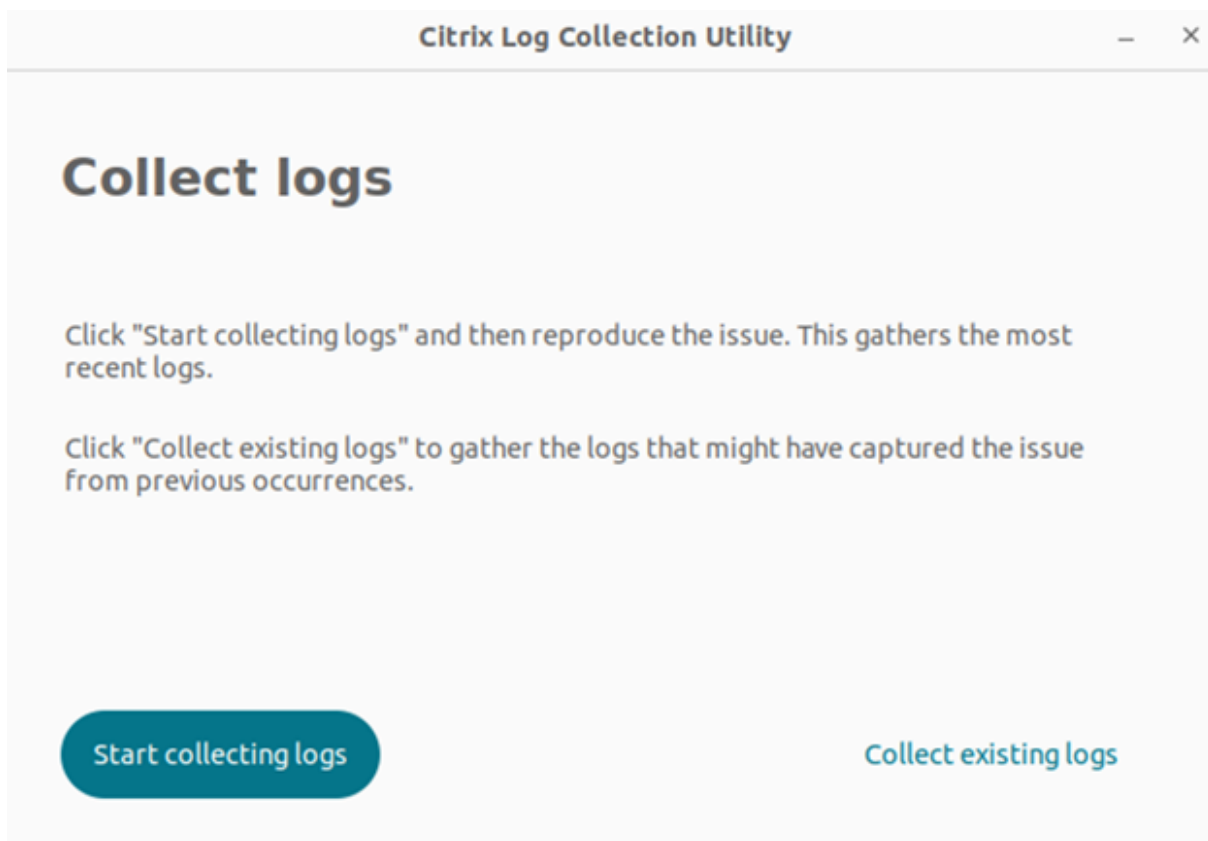 Citrix Log Collection Utility
Collect logs
Click "Start collecting logs" and then reproduce the issue. This gathers the most
recent logs.
Click "Collect existing logs" to gather the logs that might have captured the issue
from previous occurrences.
Start collecting logs
Collect existing logs